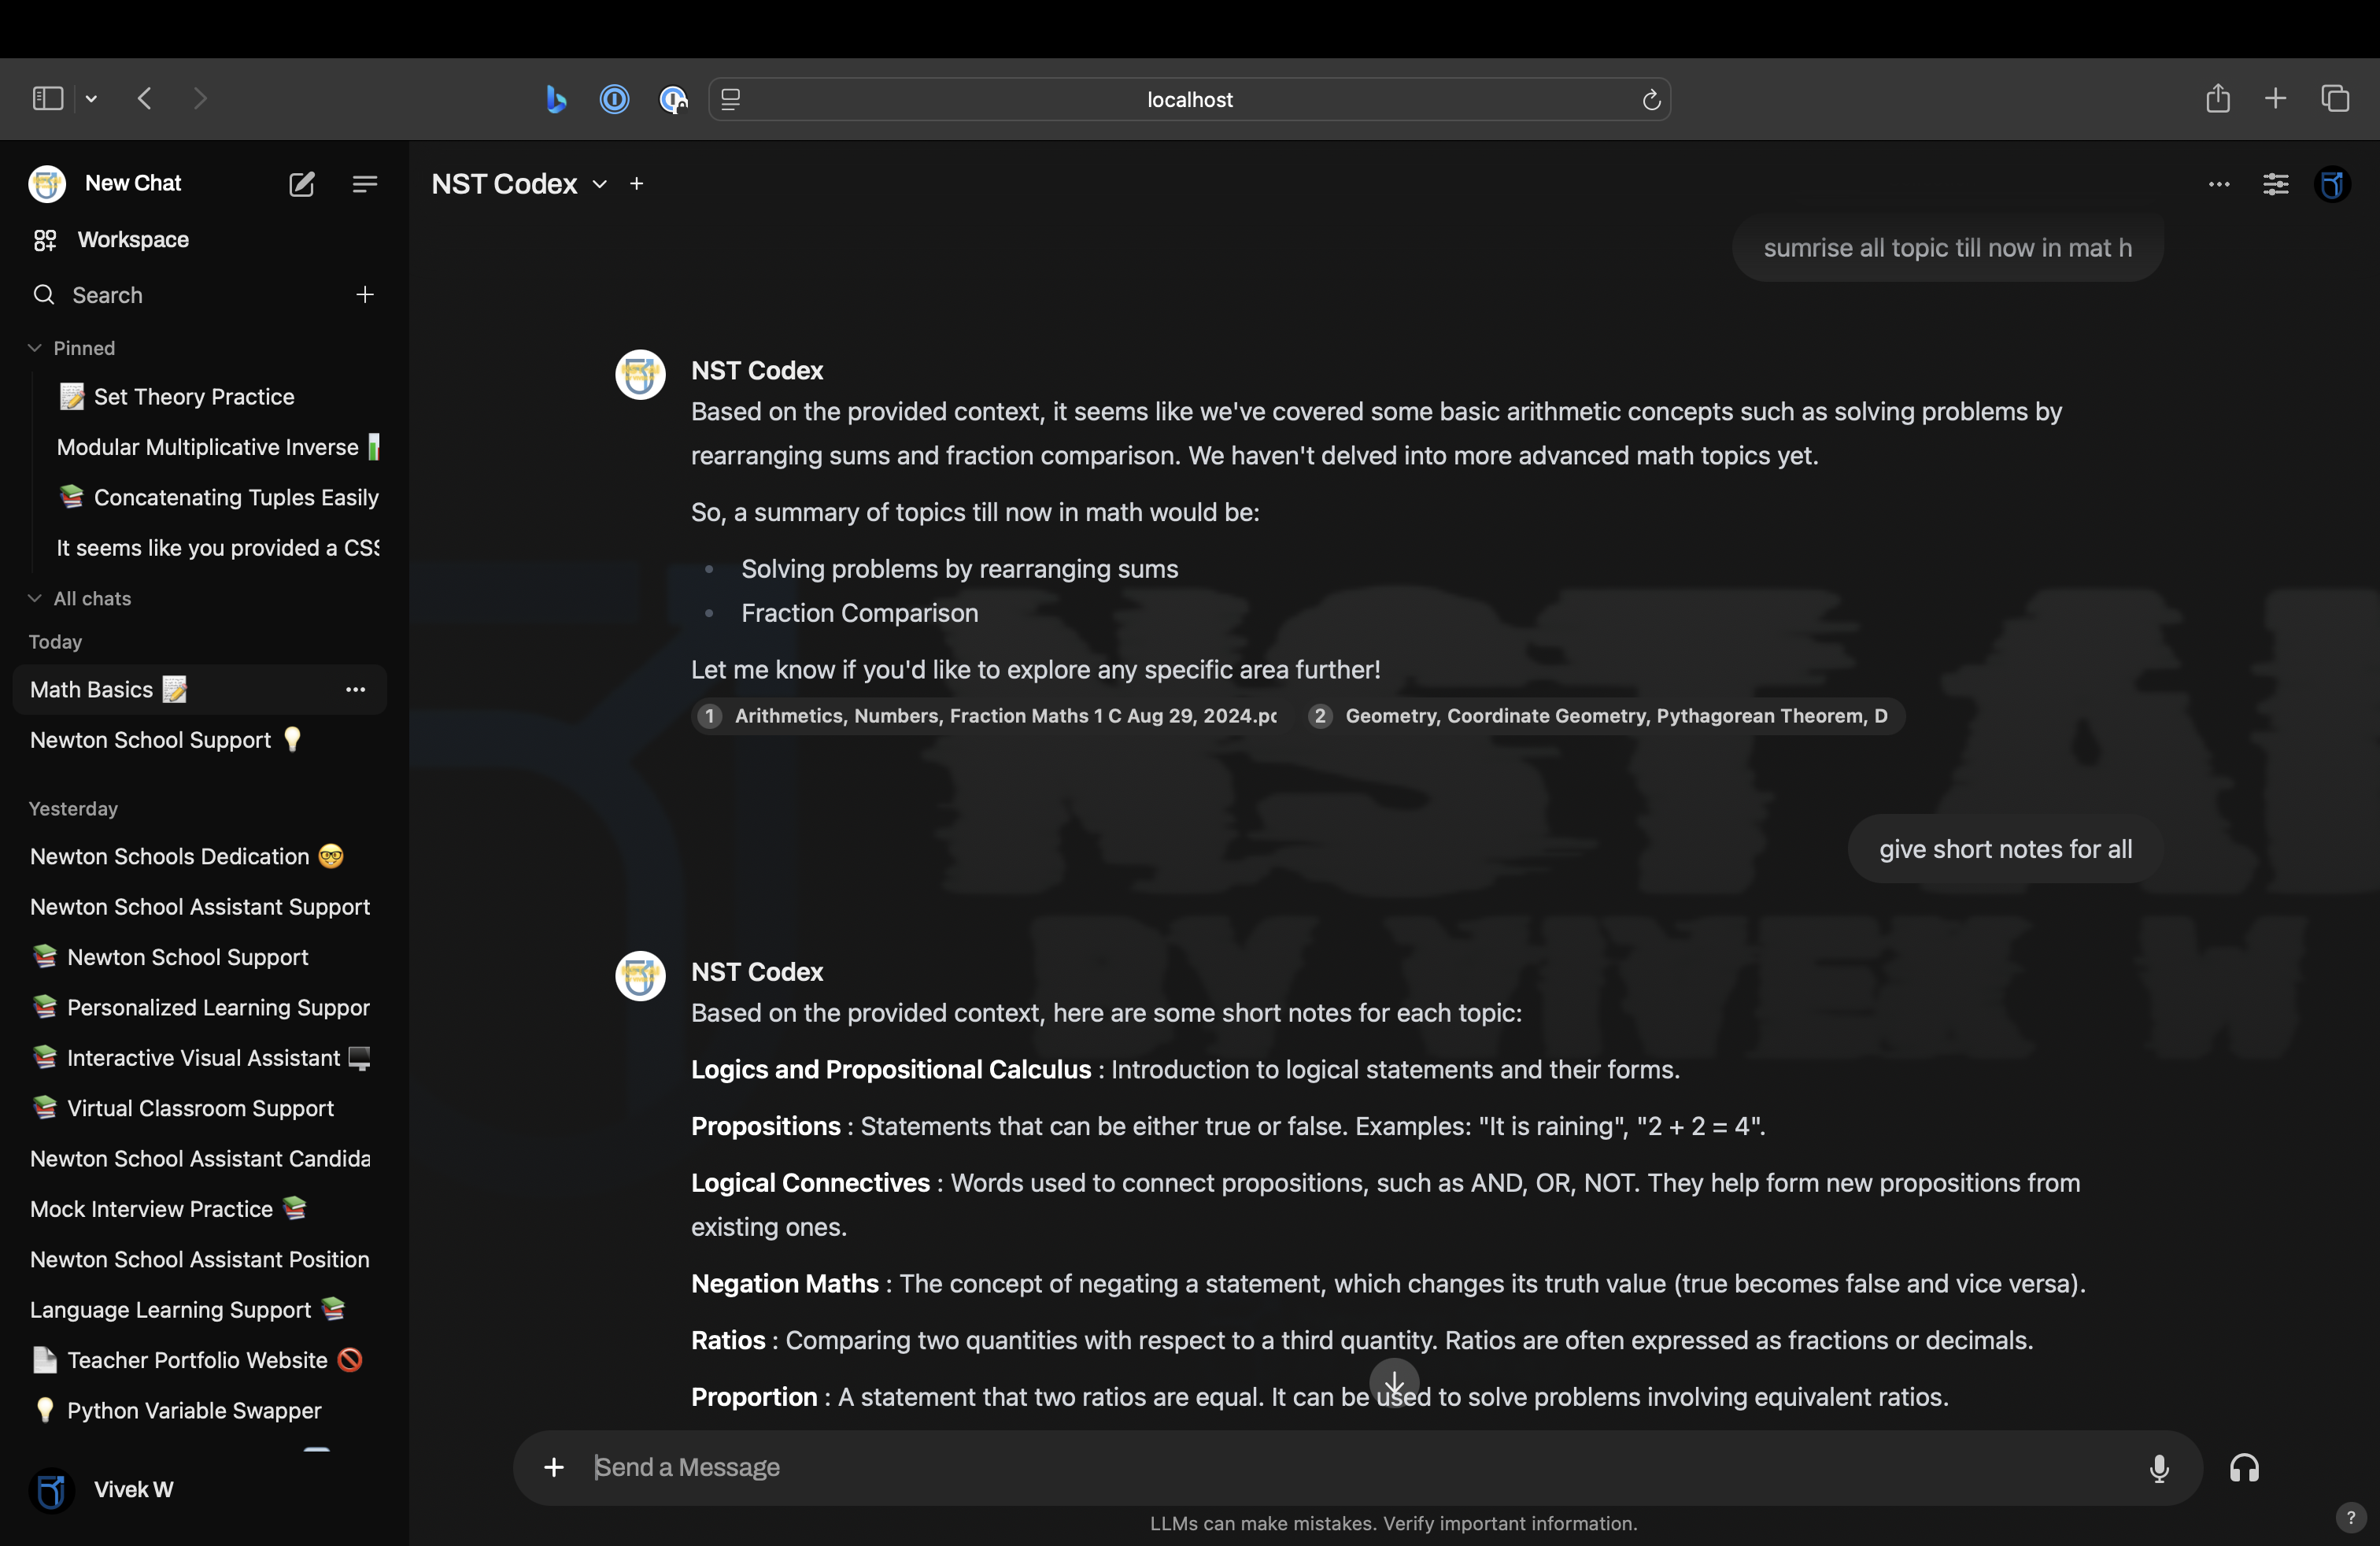 localhost
New Chat
Workspace
Search
Pinned
Set Theory Practice
Modular Multiplicative Inverse
Concatenating Tuples Easily
It seems like you provided a CSS
All chats
Today
Math Basics
Newton School Support
Yesterday
Newton Schools Dedication
Newton School Assistant Support
Newton School Support
Personalized Learning Suppor
Interactive Visual Assistant
Virtual Classroom Support
Newton School Assistant Candida
Mock Interview Practice
Newton School Assistant Position
Language Learning Support
Teacher Portfolio Website
Python Variable Swapper
Vivek W
NST Codex
sumrise all topic till now in mat h
NST Codex
Based on the provided context, it seems like we've covered some basic arithmetic concepts such as solving problems by
rearranging sums and fraction comparison. We haven't delved into more advanced math topics yet.
So, a summary of topics till now in math would be:
• Solving problems by rearranging sums
• Fraction Comparison
Let me know if you'd like to explore any specific area further!
1 Arithmetics, Numbers, Fraction Maths 1 C Aug 29, 2024.pc
2 Geometry, Coordinate Geometry, Pythagorean Theorem, D
give short notes for all
NST Codex
Based on the provided context, here are some short notes for each topic:
Logics and Propositional Calculus : Introduction to logical statements and their forms.
Propositions : Statements that can be either true or false. Examples: "It is raining", "2 + 2 = 4".
Logical Connectives : Words used to connect propositions, such as AND, OR, NOT. They help form new propositions from
existing ones.
Negation Maths : The concept of negating a statement, which changes its truth value (true becomes false and vice versa).
Ratios : Comparing two quantities with respect to a third quantity. Ratios are often expressed as fractions or decimals.
Proportion : A statement that two ratios are equal. It can be used to solve problems involving equivalent ratios.
Send a Message
LLMs can make mistakes. Verify important information.
?
NST AI
BY VIVEK W